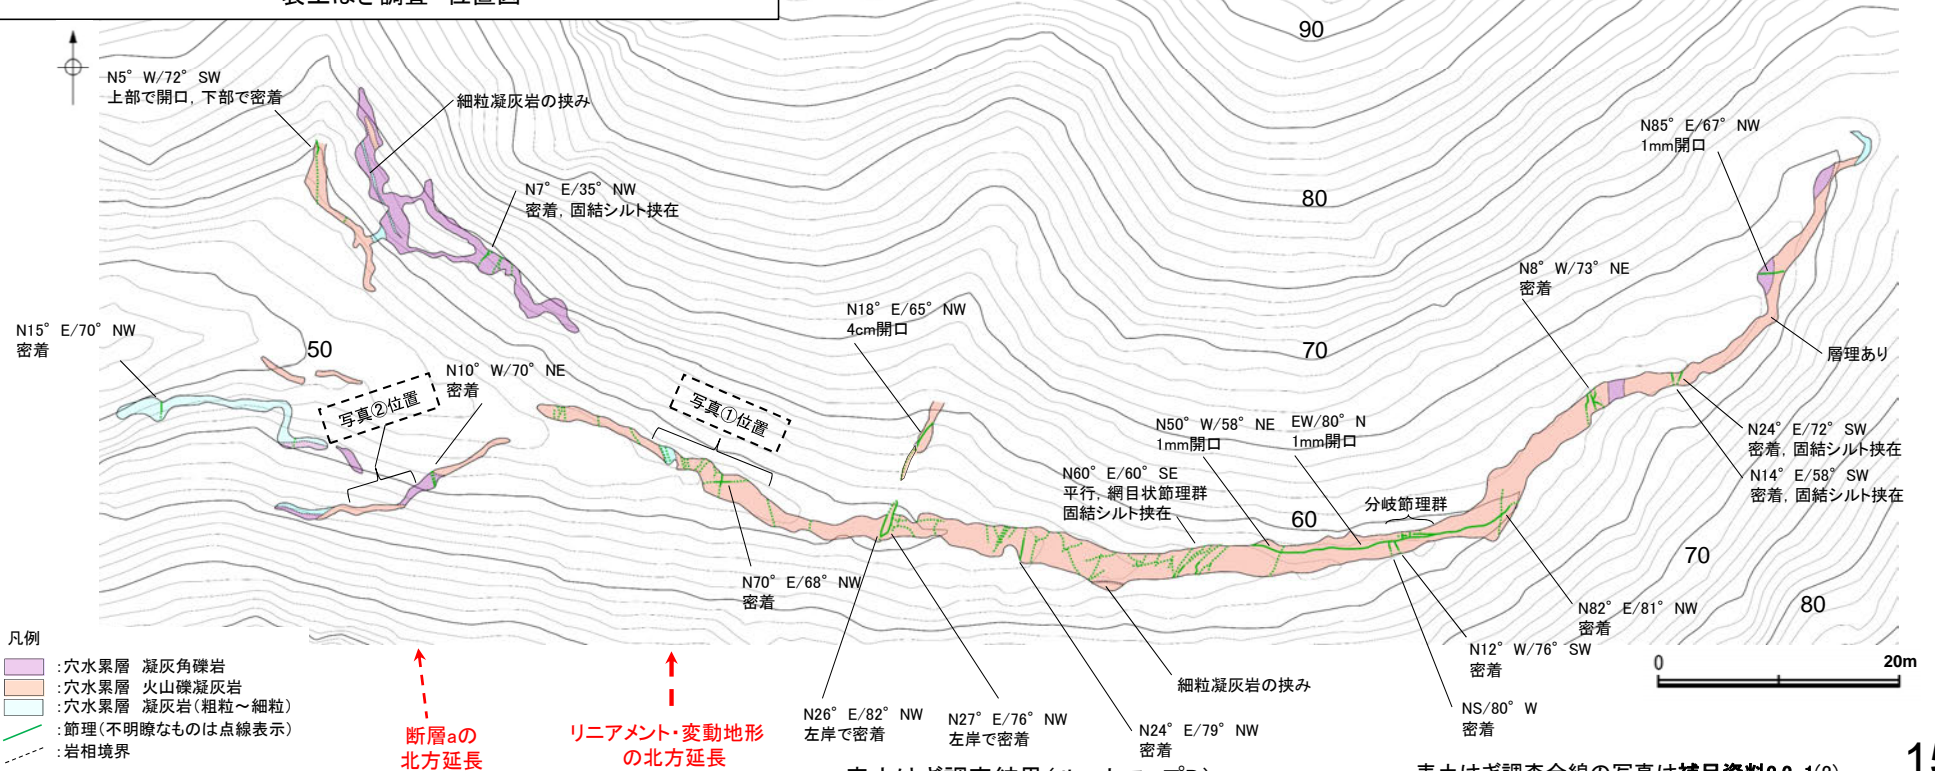 90
N5° W/72° SW
上部で開口, 下部で密着
細粒凝灰岩の挟み
N85° E/67° NW
1mm開口
N7° E/35° NW
密着, 固結シルト挟在
80
N8° W/73° NE
密着
N18° E/65° NW
4cm開口
N15° E/70° NW
密着
50
70
層理あり
N10° W/70° NE
密着
写真②位置
写真①位置
N50° W/58° NE
1mm開口
EW/80° N
1mm開口
N24° E/72° SW
密着, 固結シルト挟在
N60° E/60° SE
平行, 網目状節理群
固結シルト挟在
N14° E/58° SW
密着, 固結シルト挟在
分岐節理群
60
70
N70° E/68° NW
密着
80
N82° E/81° NW
密着
N12° W/76° SW
密着
細粒凝灰岩の挟み
NS/80° W
密着
N26° E/82° NW
左岸で密着
N27° E/76° NW
左岸で密着
N24° E/79° NW
密着
0 20m
凡例
:穴水累層 凝灰角礫岩
:穴水累層 火山礫凝灰岩
:穴水累層 凝灰岩(粗粒~細粒)
:節理(不明瞭なものは点線表示)
:岩相境界
断層aの
北方延長
リニアメント・変動地形
の北方延長